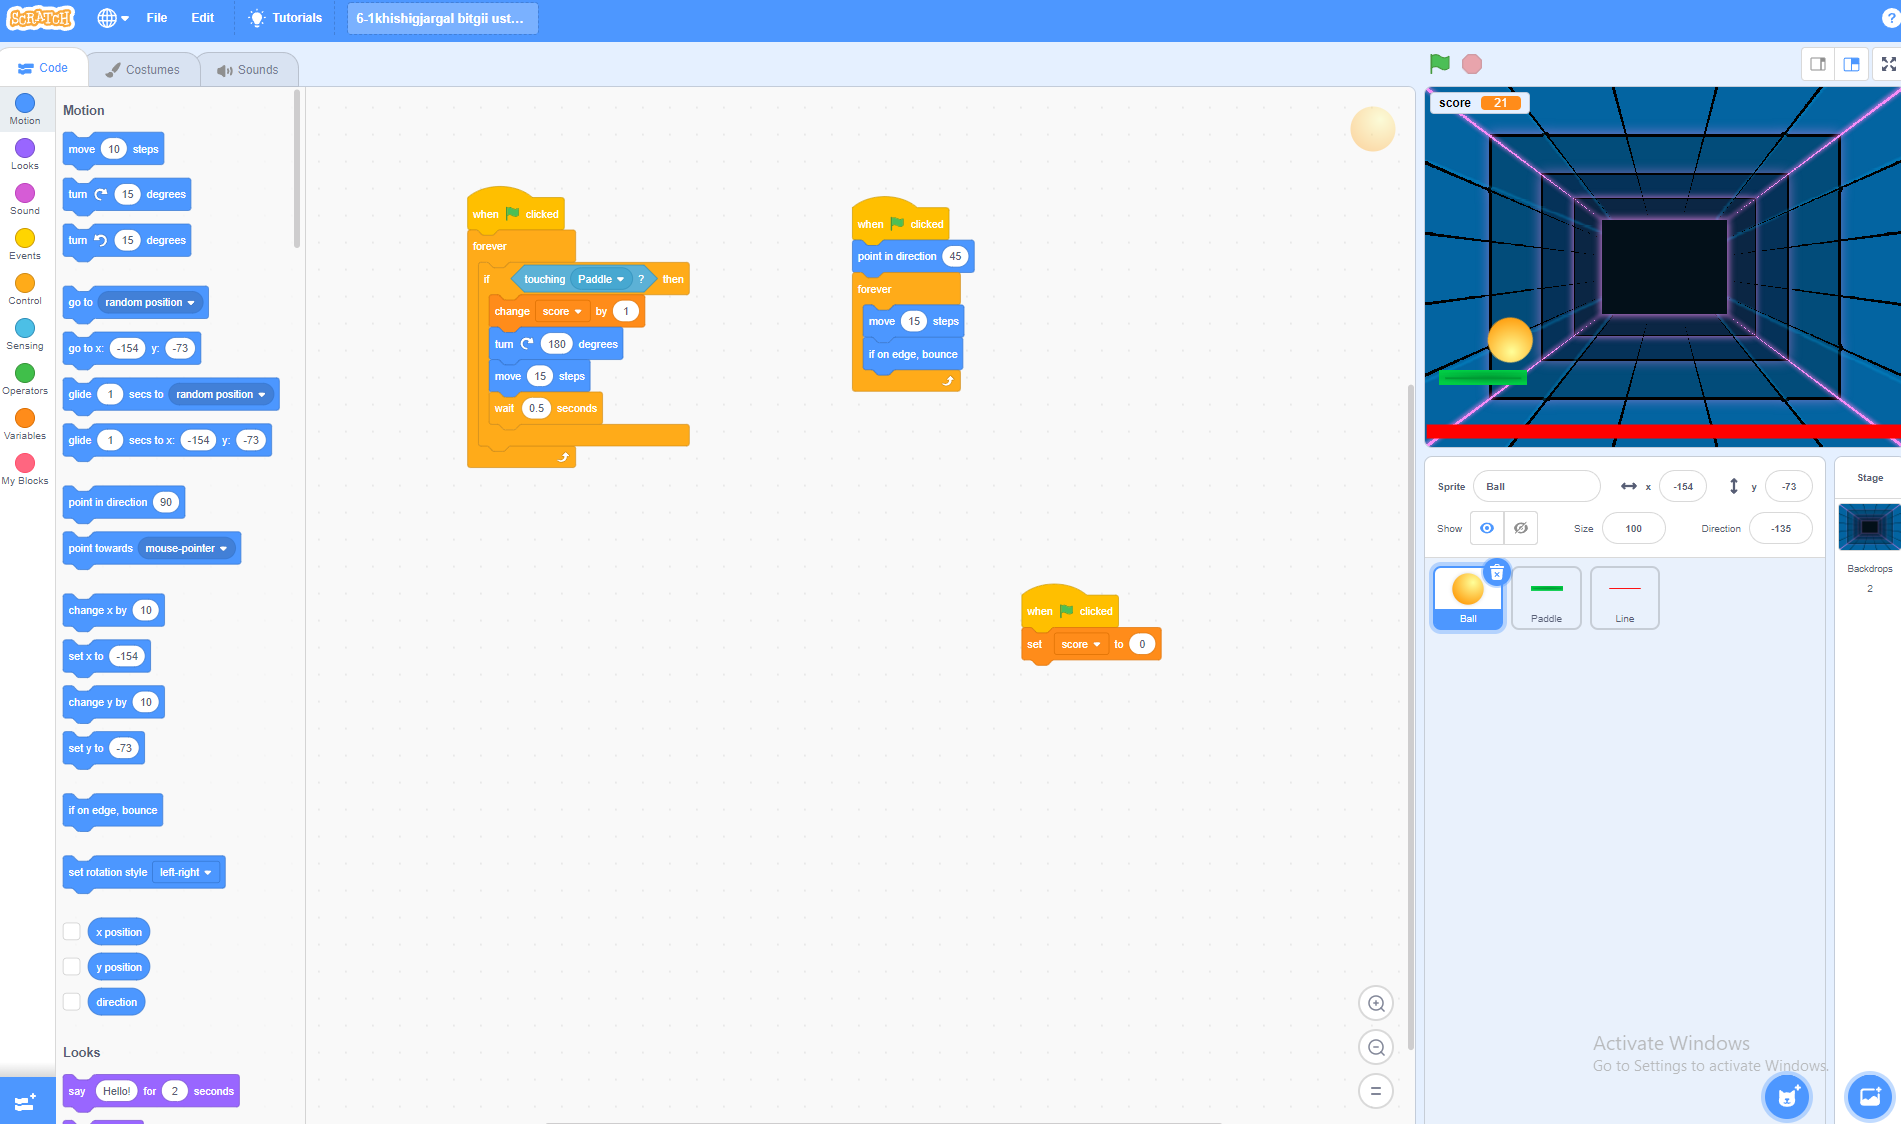 SCRATCH
File
Edit
Tutorials
6-1khishigjargal bitgii ust...
?
Code
Costumes
Sounds
Motion
Looks
Sound
Events
Control
Sensing
Operators
Variables
My Blocks
Motion
move 10 steps
turn 15 degrees
turn 15 degrees
go to random position
go to x: -154 y: -73
glide 1 secs to random position
glide 1 secs to x: -154 y: -73
point in direction 90
point towards mouse-pointer
change x by 10
set x to -154
change y by 10
set y to -73
if on edge, bounce
set rotation style left-right
x position
y position
direction
Looks
say Hello! for 2 seconds
when clicked
forever
if touching Paddle ? then
change score by 1
turn 180 degrees
move 15 steps
wait 0.5 seconds
when clicked
point in direction 45
forever
move 15 steps
if on edge, bounce
when clicked
set score to 0
score 21
Sprite Ball x -154 y -73
Show Size 100 Direction -135
Ball
Paddle
Line
Stage
Backdrops
2
Activate Windows
Go to Settings to activate Windows.